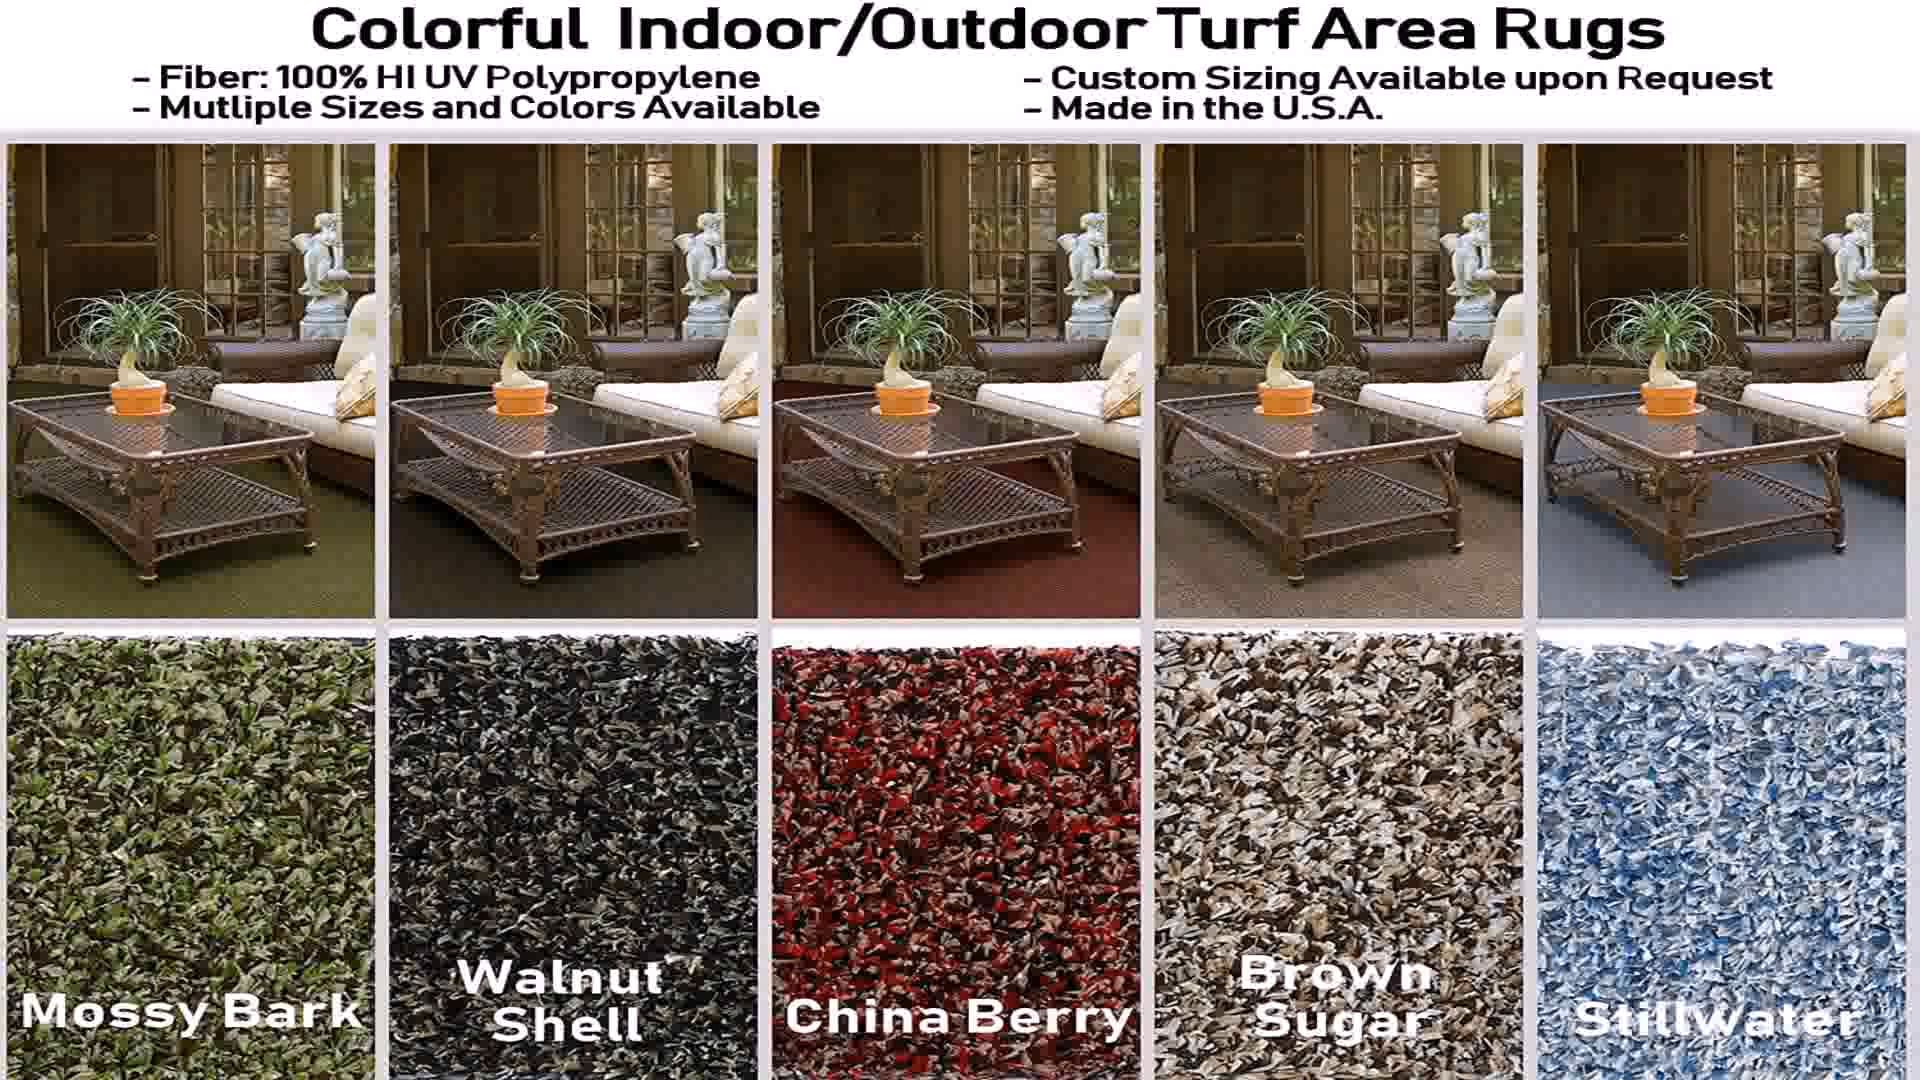 Colorful Indoor/Outdoor Turf Area Rugs
- Fiber: 100% HI UV Polypropylene
- Mutliple Sizes and Colors Available
- Custom Sizing Available upon Request
- Made in the U.S.A.
Mossy Bark
Walnut
Shell
China Berry
Brown
Sugar
Stillwater